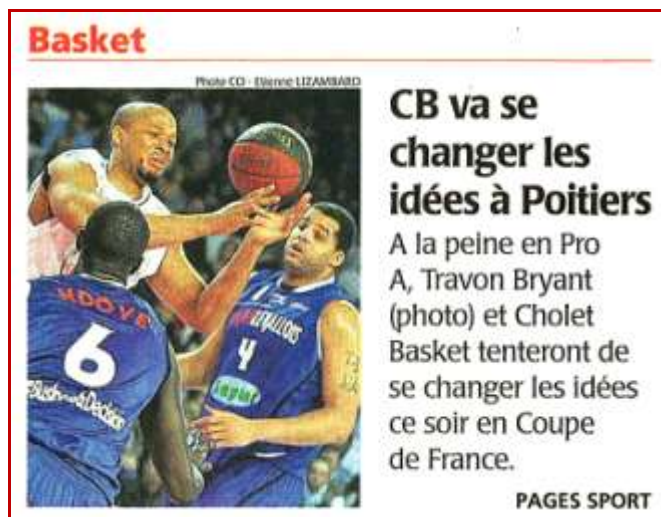 Basket
Photo CO - Etienne LIZAMBARD
CB va se
changer les
idées à Poitiers
A la peine en Pro
A, Travon Bryant
(photo) et Cholet
Basket tenteront de
se changer les idées
ce soir en Coupe
de France.
PAGES SPORT
NDOYE
6
LEVALLOIS
4